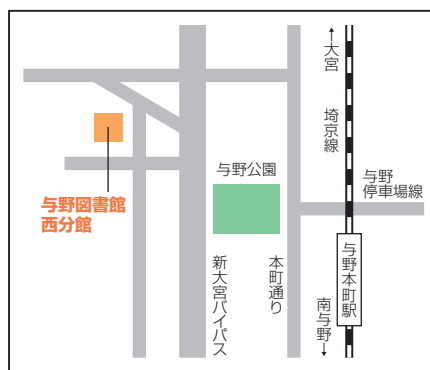 ↑大宮
埼京線
与野
停車場線
与野公園
与野図書館
西分館
新大宮バイパス
本町通り
与野本町駅
南与野↓